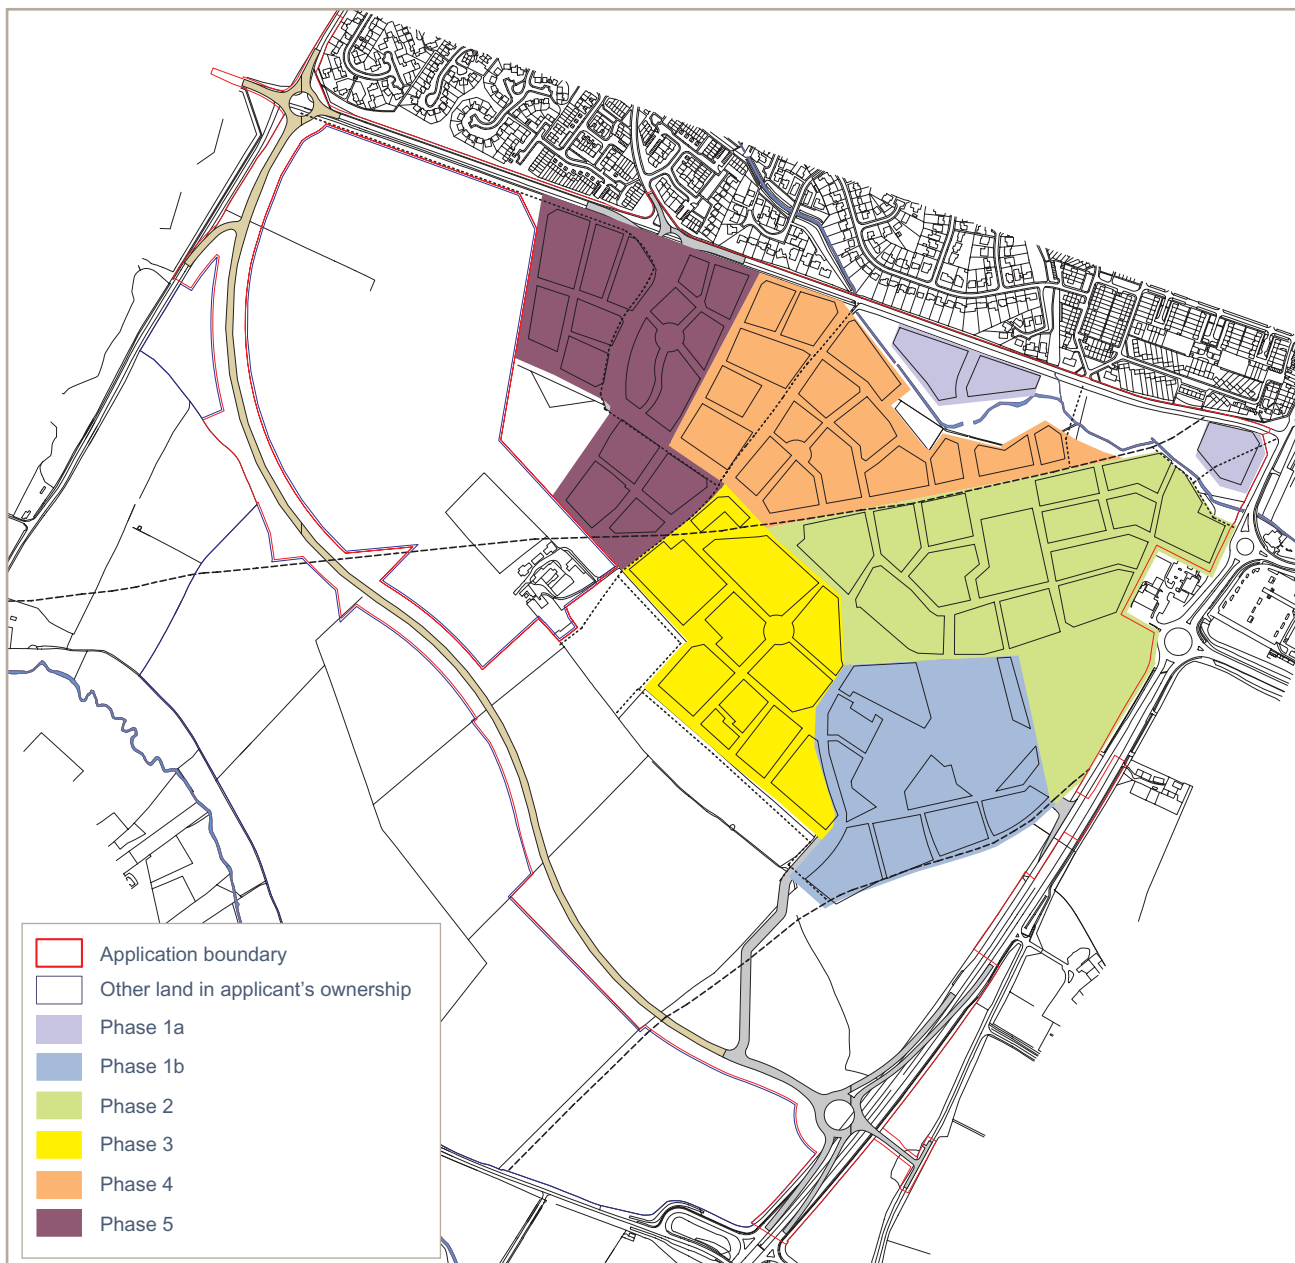 Application boundary
Other land in applicant's ownership
Phase 1a
Phase 1b
Phase 2
Phase 3
Phase 4
Phase 5